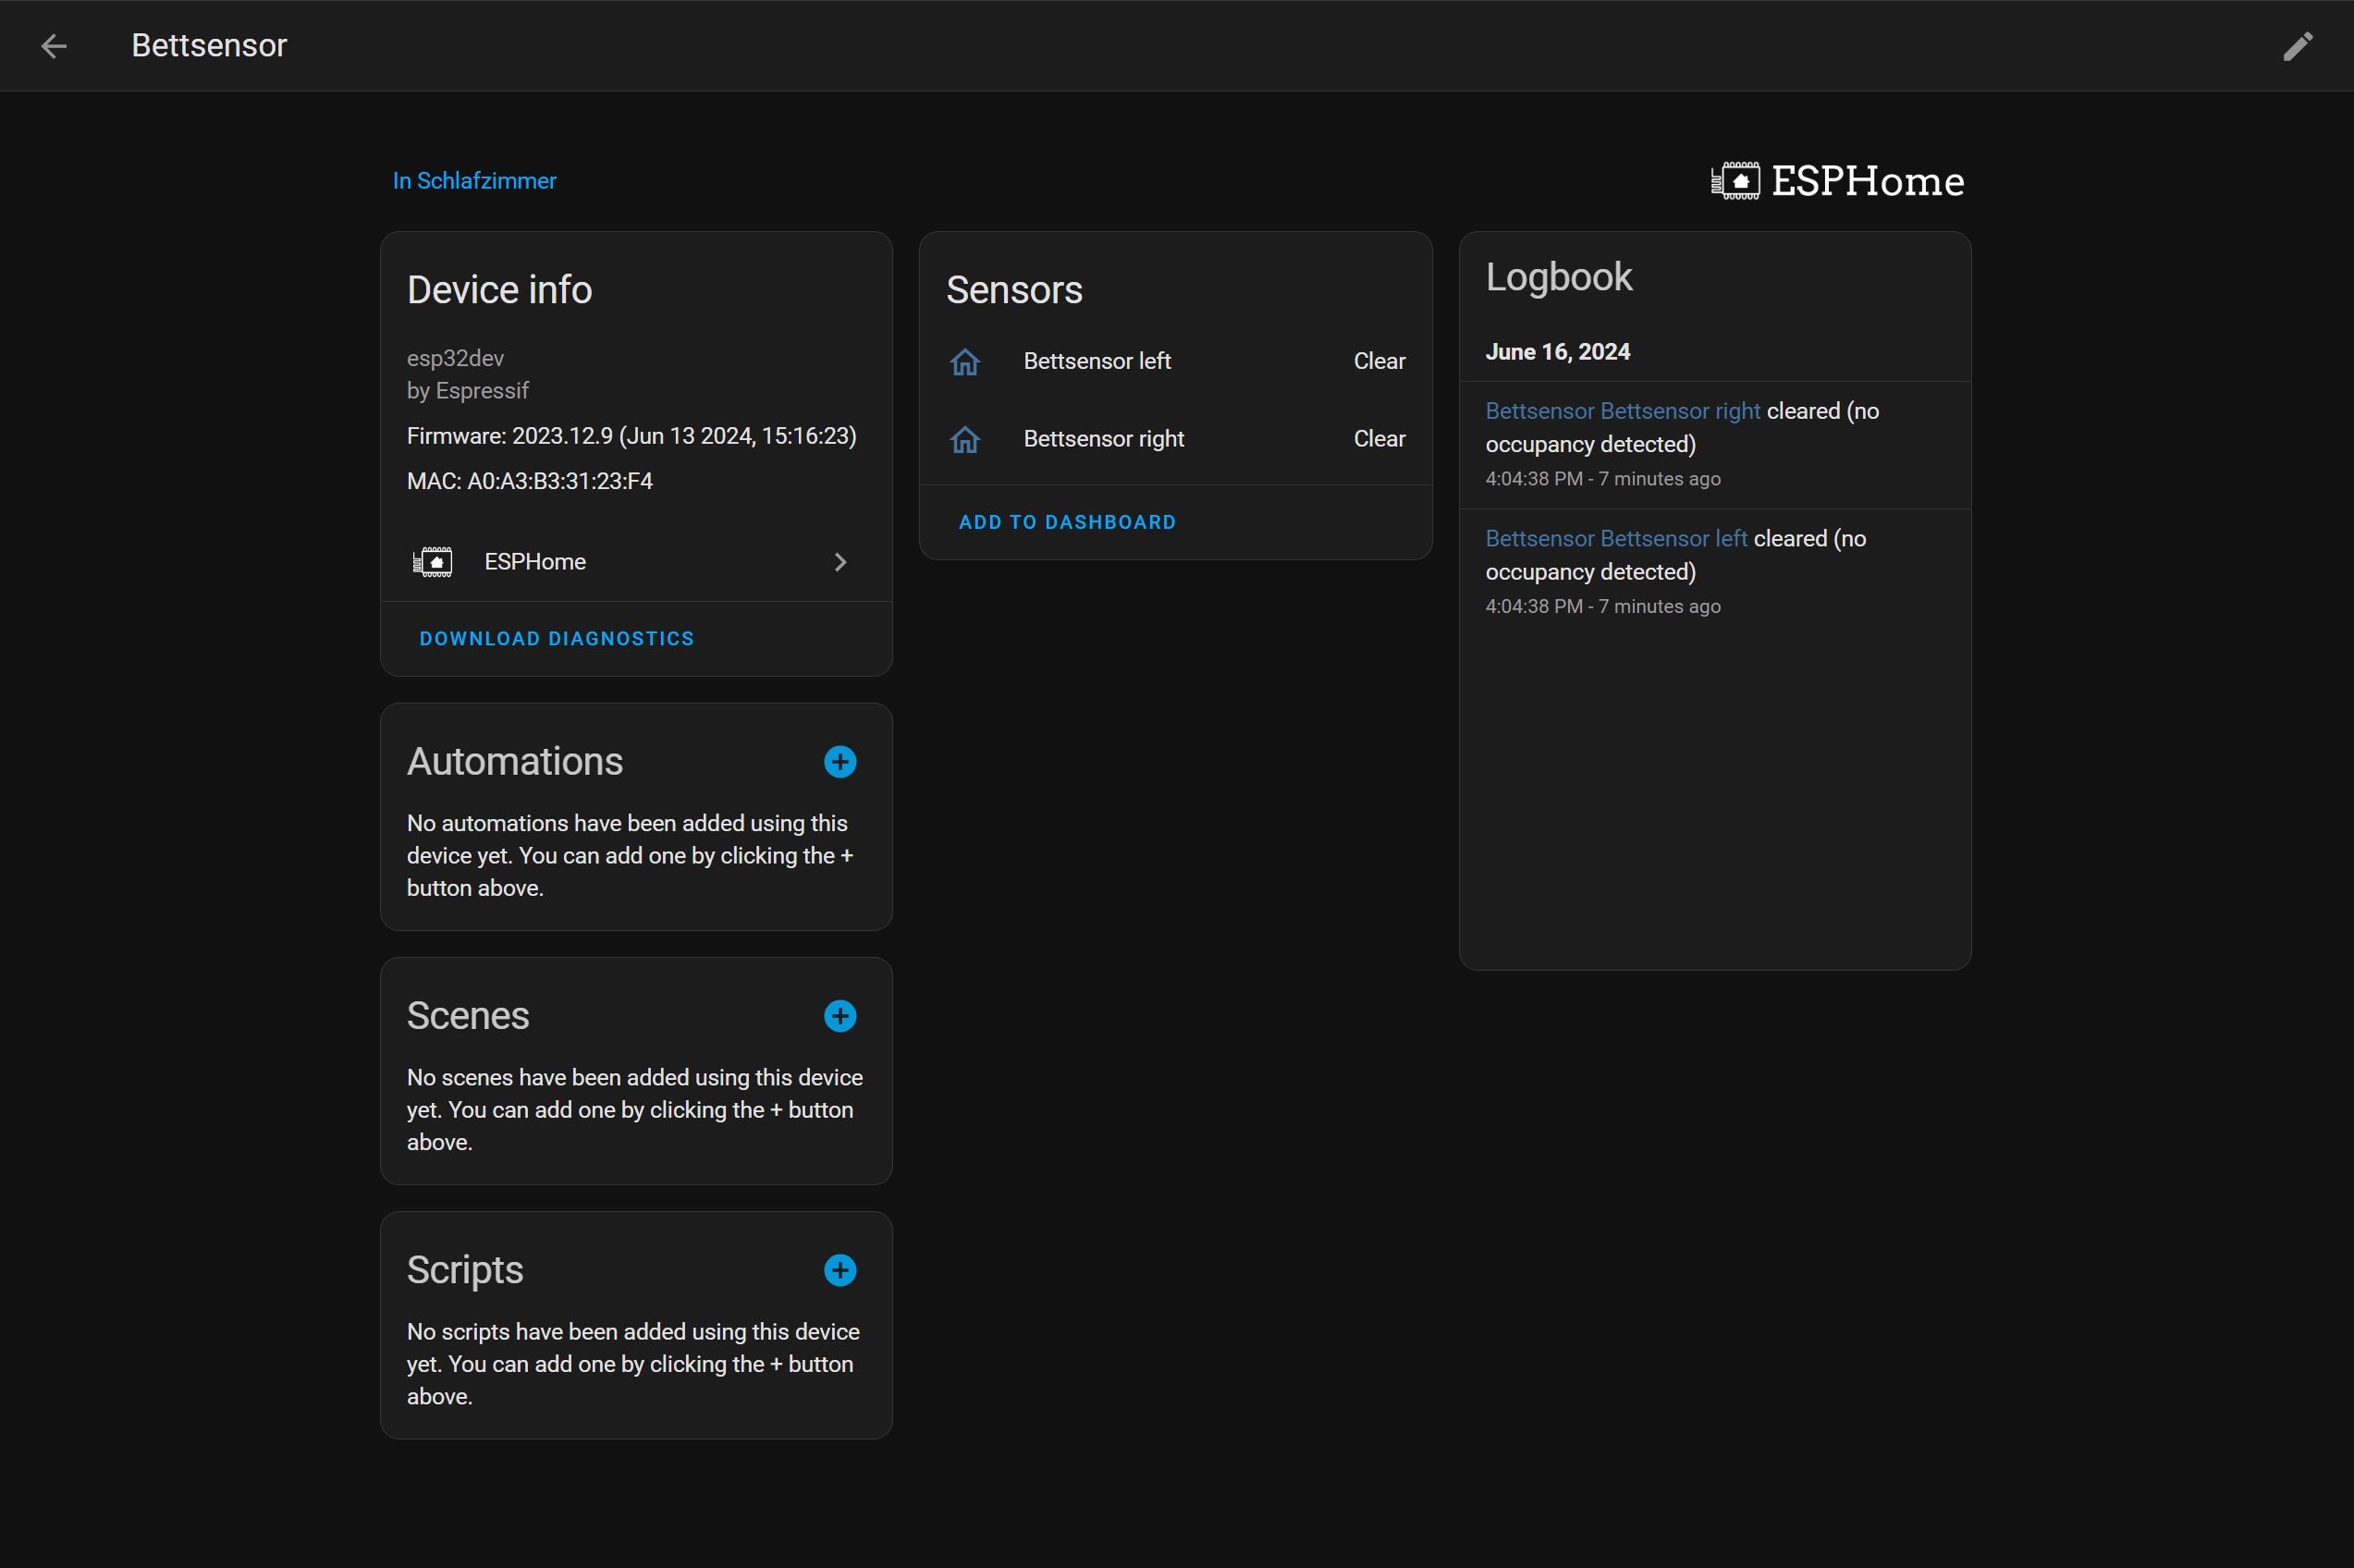 Bettsensor
In Schlafzimmer
ESPHome
Device info
esp32dev
by Espressif
Firmware: 2023.12.9 (Jun 13 2024, 15:16:23)
MAC: A0:A3:B3:31:23:F4
ESPHome
DOWNLOAD DIAGNOSTICS
Automations
No automations have been added using this
device yet. You can add one by clicking the +
button above.
Scenes
No scenes have been added using this device
yet. You can add one by clicking the + button
above.
Scripts
No scripts have been added using this device
yet. You can add one by clicking the + button
above.
Sensors
Bettsensor left Clear
Bettsensor right Clear
ADD TO DASHBOARD
Logbook
June 16, 2024
Bettsensor Bettsensor right cleared (no
occupancy detected)
4:04:38 PM - 7 minutes ago
Bettsensor Bettsensor left cleared (no
occupancy detected)
4:04:38 PM - 7 minutes ago